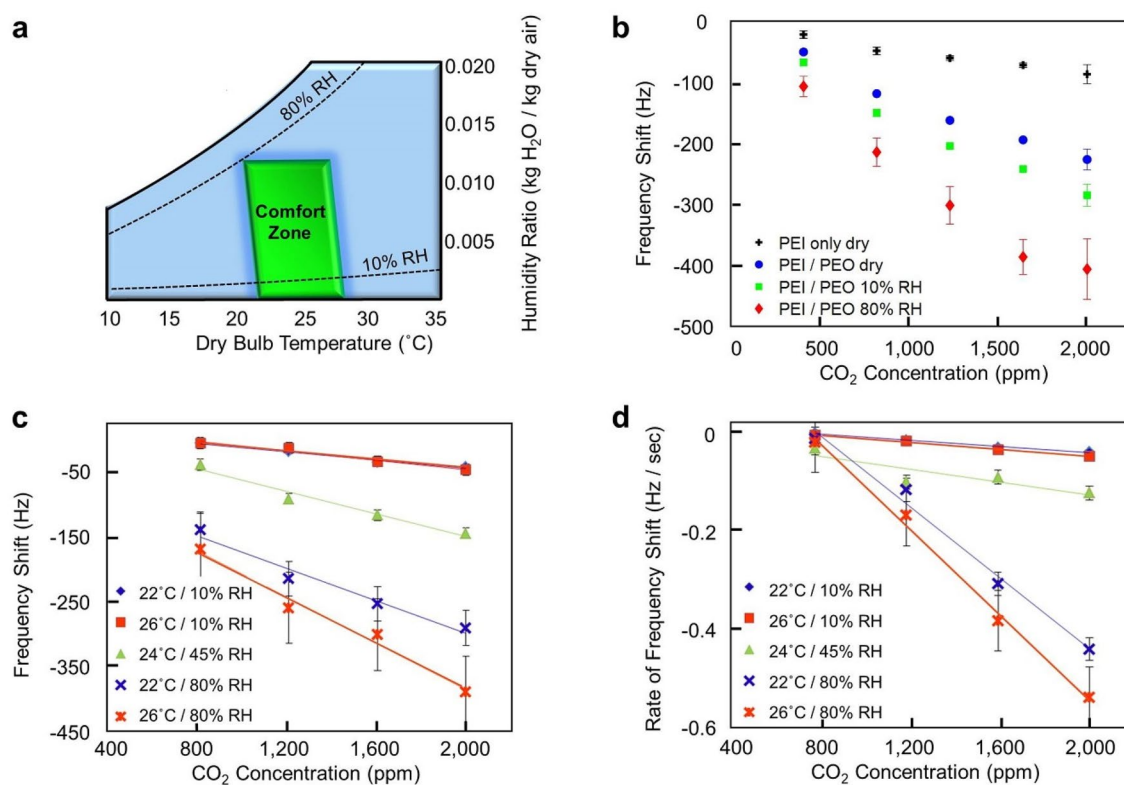 a
80% RH
Comfort
Zone
10% RH
0.020
0.015
0.010
0.005
Humidity Ratio (kg H2O / kg dry air)
10 15 20 25 30 35
Dry Bulb Temperature (˚C)
b
0
-100
-200
-300
-400
-500
Frequency Shift (Hz)
PEI only dry
PEI / PEO dry
PEI / PEO 10% RH
PEI / PEO 80% RH
0 500 1,000 1,500 2,000
CO2 Concentration (ppm)
c
-50
-150
-250
-350
-450
Frequency Shift (Hz)
22˚C / 10% RH
26˚C / 10% RH
24˚C / 45% RH
22˚C / 80% RH
26˚C / 80% RH
400 800 1,200 1,600 2,000
CO2 Concentration (ppm)
d
0
-0.2
-0.4
-0.6
Rate of Frequency Shift (Hz / sec)
22˚C / 10% RH
26˚C / 10% RH
24˚C / 45% RH
22˚C / 80% RH
26˚C / 80% RH
400 800 1,200 1,600 2,000
CO2 Concentration (ppm)